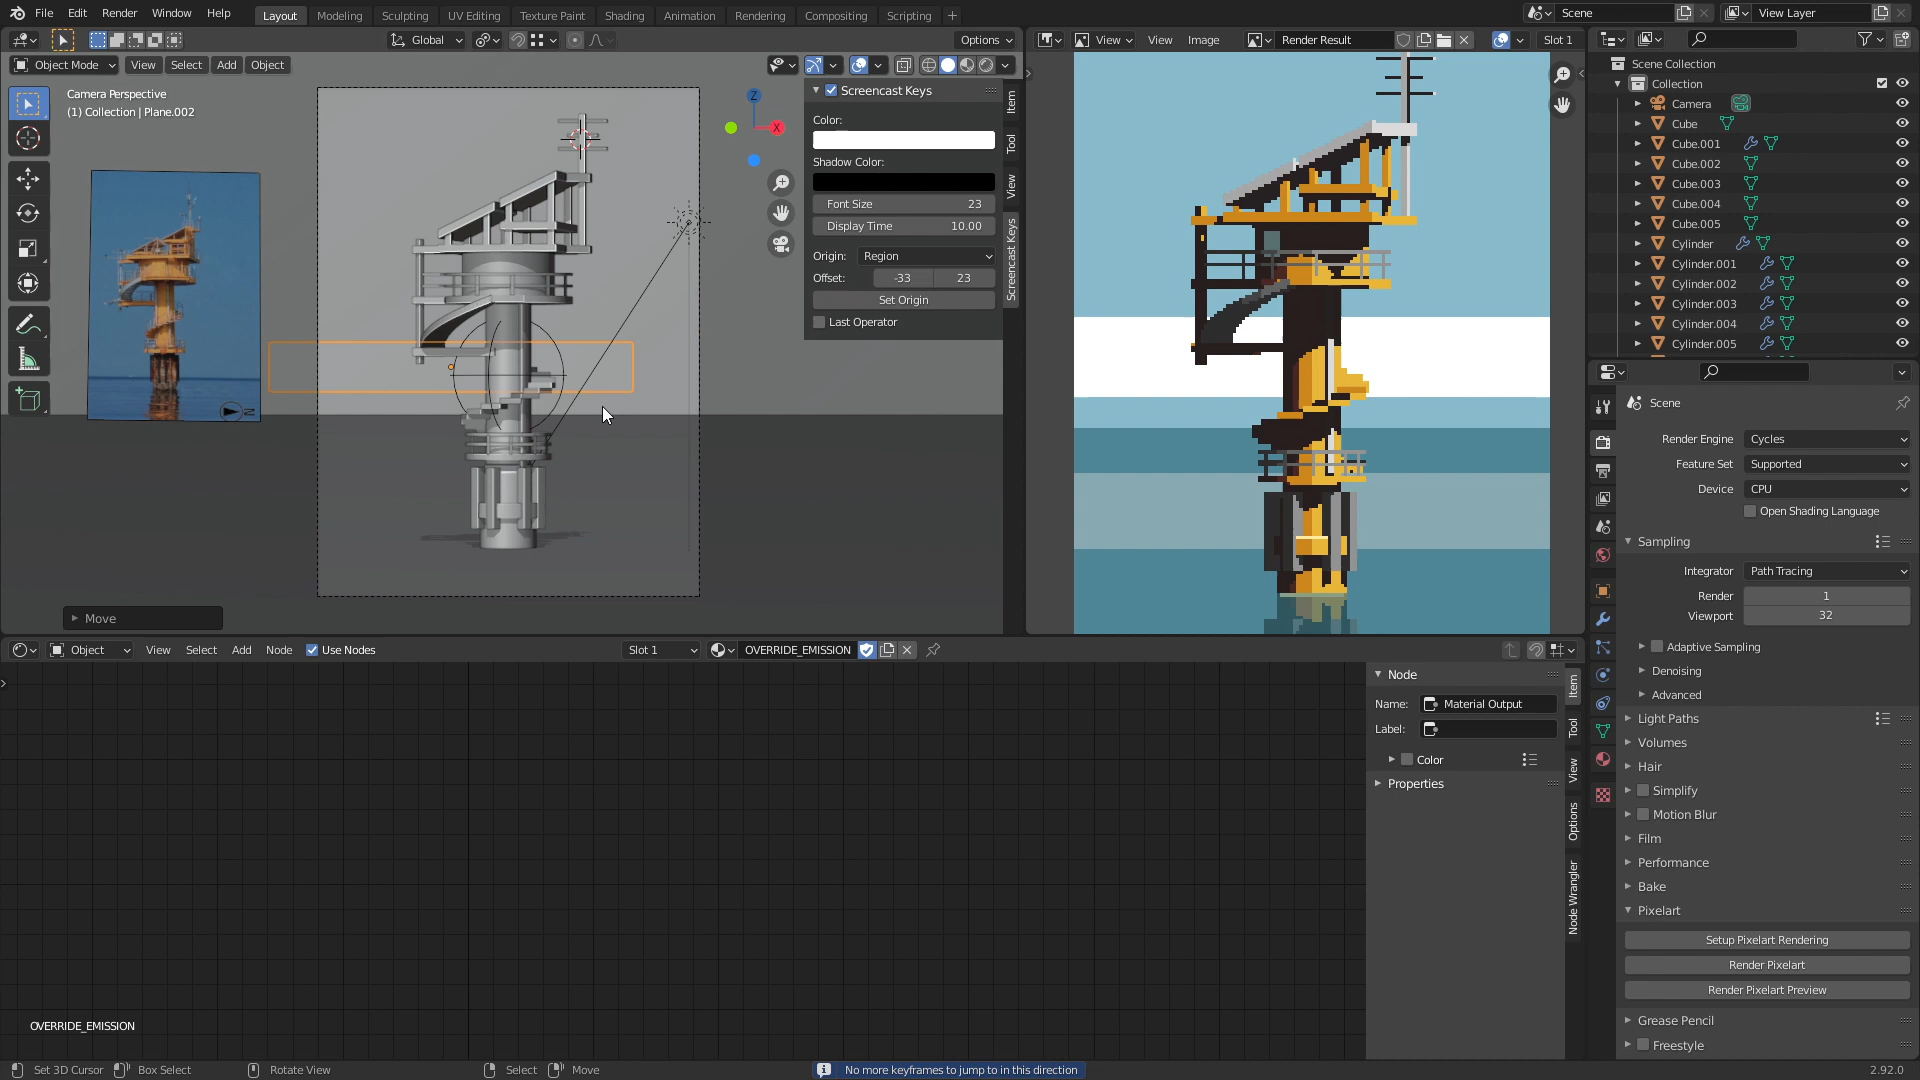 File Edit Render Window Help Layout Modeling Sculpting UV Editing Texture Paint Shading Animation Rendering Compositing Scripting + Scene View Layer
Global Options View View Image Render Result Slot 1
Object Mode View Select Add Object
Camera Perspective
(1) Collection | Plane.002
Z
X
Screencast Keys
Color:
Shadow Color:
Font Size 23
Display Time 10.00
Origin: Region
Offset: -33 23
Set Origin
Last Operator
Item
Tool
View
Screencast Keys
Move
Scene Collection
Collection
Camera
Cube
Cube.001
Cube.002
Cube.003
Cube.004
Cube.005
Cylinder
Cylinder.001
Cylinder.002
Cylinder.003
Cylinder.004
Cylinder.005
Scene
Render Engine Cycles
Feature Set Supported
Device CPU
Open Shading Language
Sampling
Integrator Path Tracing
Render 1
Viewport 32
Adaptive Sampling
Denoising
Advanced
Light Paths
Volumes
Hair
Simplify
Motion Blur
Film
Performance
Bake
Pixelart
Setup Pixelart Rendering
Render Pixelart
Render Pixelart Preview
Grease Pencil
Freestyle
Object View Select Add Node Use Nodes Slot 1 OVERRIDE_EMISSION
Node
Name: Material Output
Label:
Color
Properties
Item
Tool
View
Options
Node Wrangler
OVERRIDE_EMISSION
Set 3D Cursor Box Select Rotate View Select Move No more keyframes to jump to in this direction 2.92.0